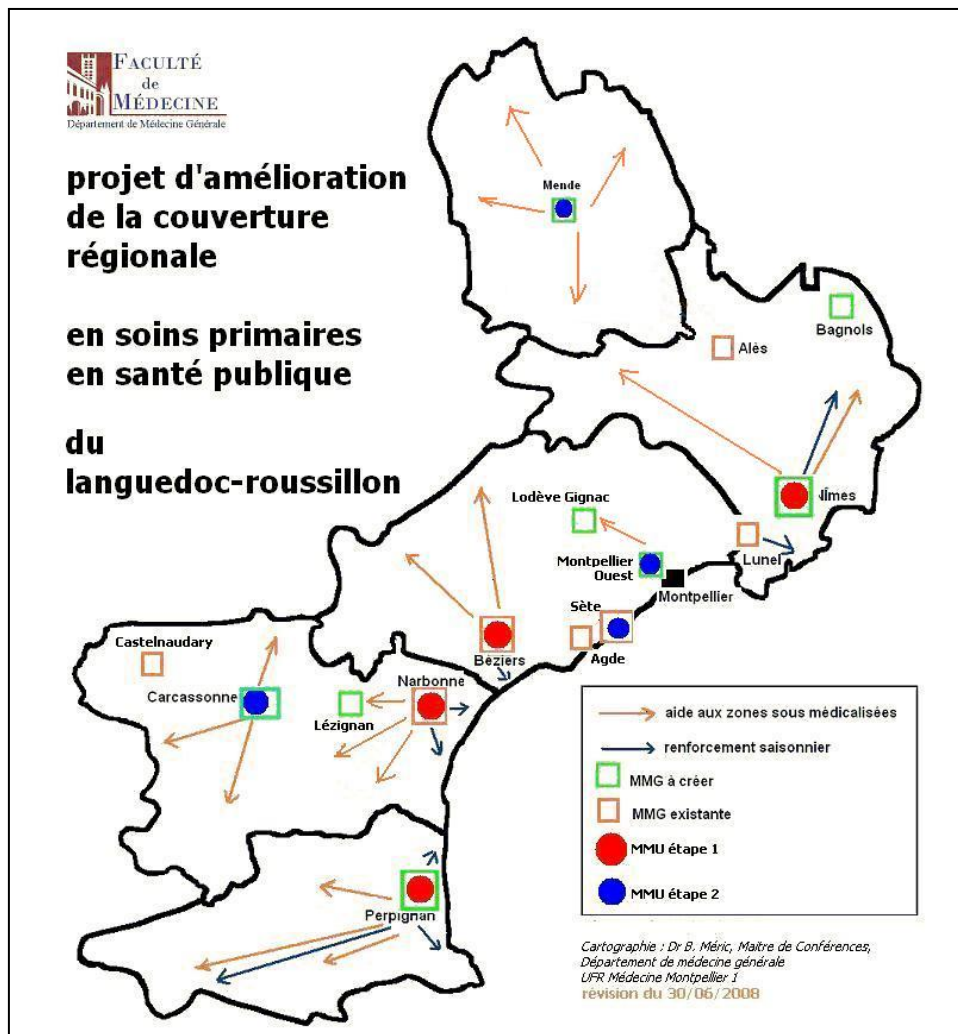 FACULTÉ
de
MÉDECINE
Département de Médecine Générale
projet d'amélioration
de la couverture
régionale
en soins primaires
en santé publique
du
languedoc-roussillon
Mende
Bagnols
Alès
Nîmes
Lodève Gignac
Lunel
Montpellier
Ouest
Montpellier
Sète
Agde
Béziers
Castelnaudary
Carcassonne
Narbonne
Lézignan
Perpignan
aide aux zones sous médicalisées
renforcement saisonnier
MMG à créer
MMG existante
MMU étape 1
MMU étape 2
Cartographie : Dr B. Méric, Maitre de Conférences,
Département de médecine générale
UFR Médecine Montpellier 1
révision du 30/06/2008